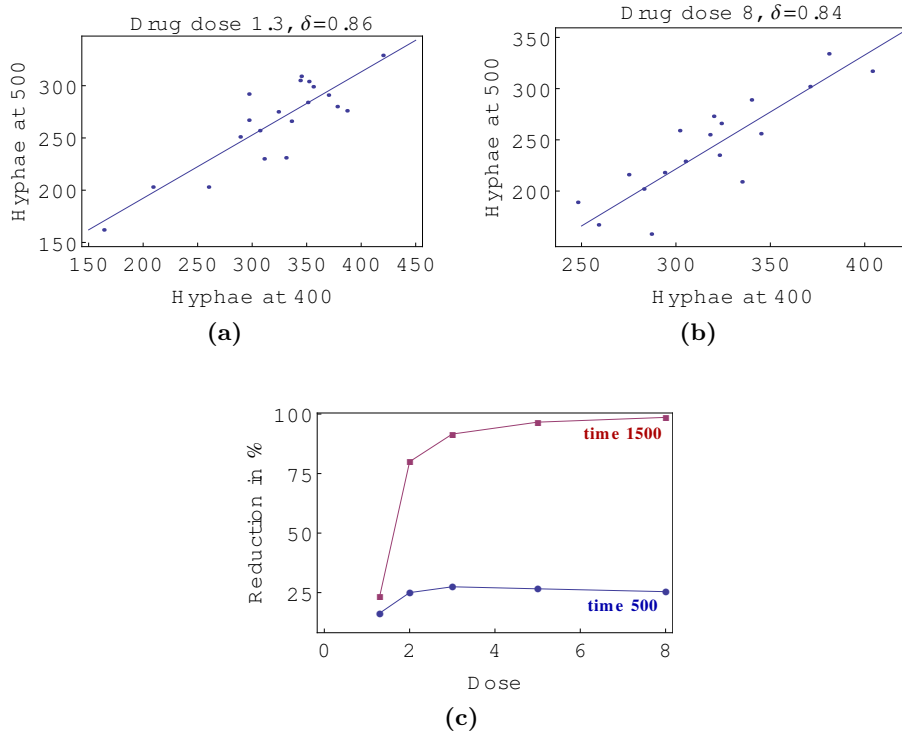 Drug dose 1.3, δ=0.86
Hyphae at 500
300
250
200
150
150 200 250 300 350 400 450
Hyphae at 400
(a)
Drug dose 8, δ=0.84
Hyphae at 500
350
300
250
200
250 300 350 400
Hyphae at 400
(b)
Reduction in %
100
75
50
25
time 1500
time 500
0 2 4 6 8
Dose
(c)